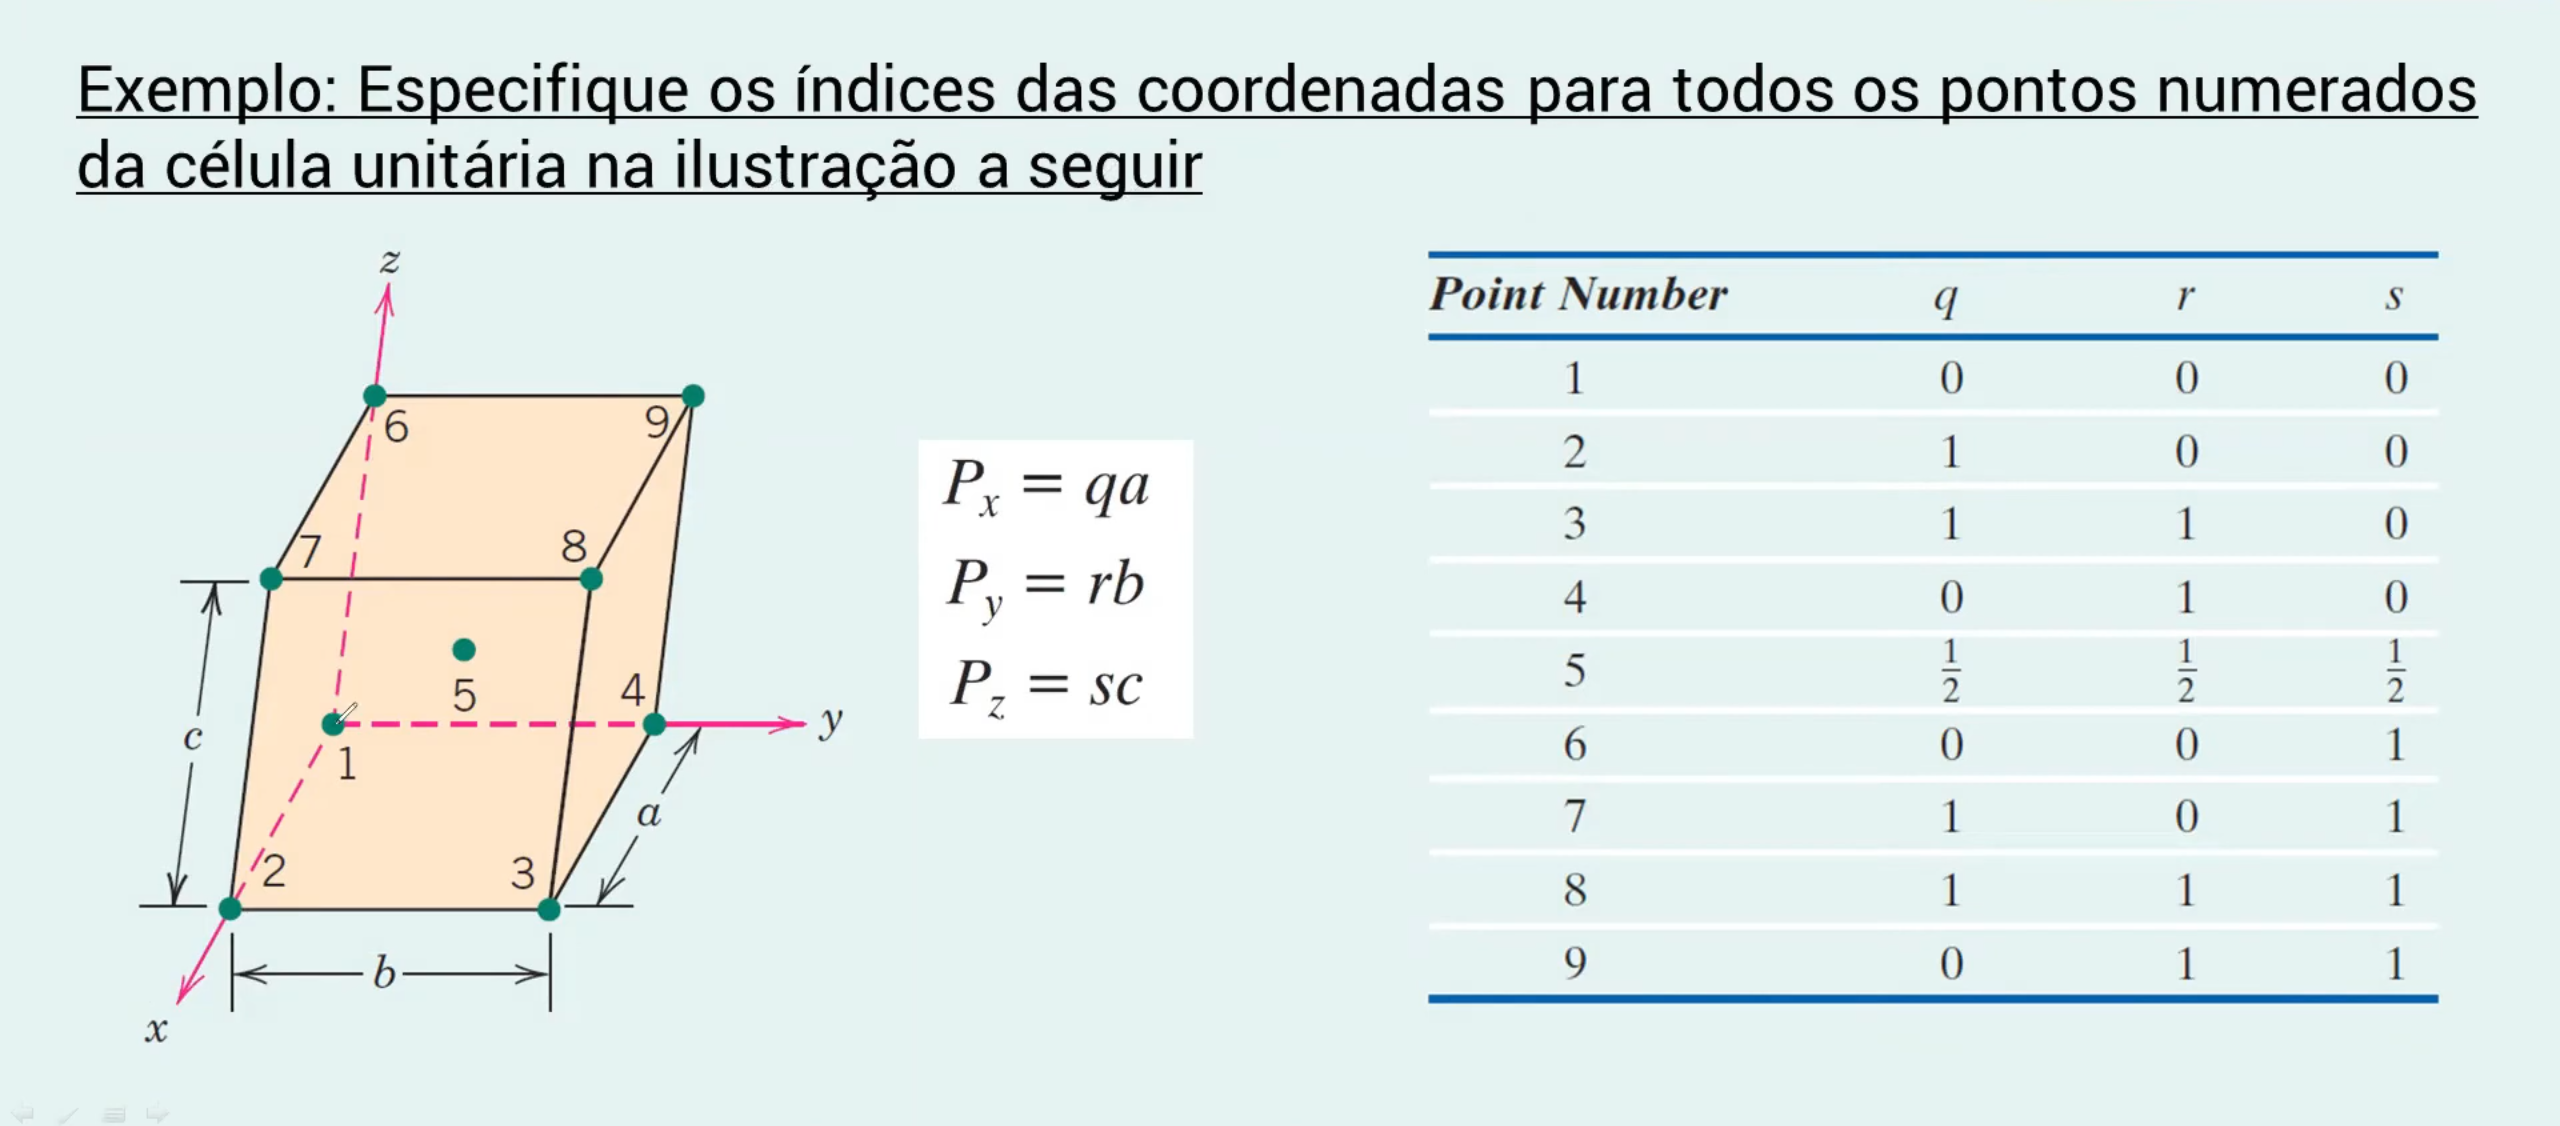 Exemplo: Especifique os índices das coordenadas para todos os pontos numerados
da célula unitária na ilustração a seguir
z
6
9
7
8
5
4
1
2
3
c
a
b
x
y
P_x = qa
P_y = rb
P_z = sc
Point Number q r s
1 0 0 0
2 1 0 0
3 1 1 0
4 0 1 0
5 1/2 1/2 1/2
6 0 0 1
7 1 0 1
8 1 1 1
9 0 1 1